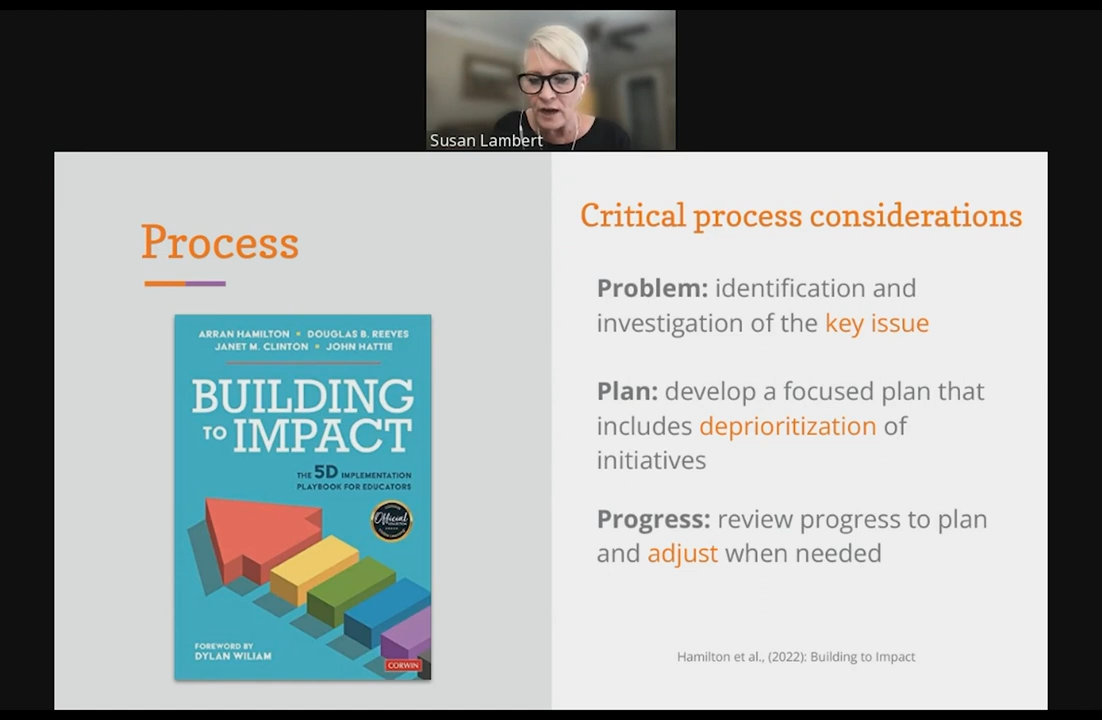 Susan Lambert
Process
ARRAN HAMILTON • DOUGLAS B. REEVES
JANET M. CLINTON • JOHN HATTIE
BUILDING
TO IMPACT
THE 5D IMPLEMENTATION
PLAYBOOK FOR EDUCATORS
Official
FOREWORD BY
DYLAN WILIAM
CORWIN
Critical process considerations
Problem: identification and
investigation of the key issue
Plan: develop a focused plan that
includes deprioritization of
initiatives
Progress: review progress to plan
and adjust when needed
Hamilton et al., (2022): Building to Impact